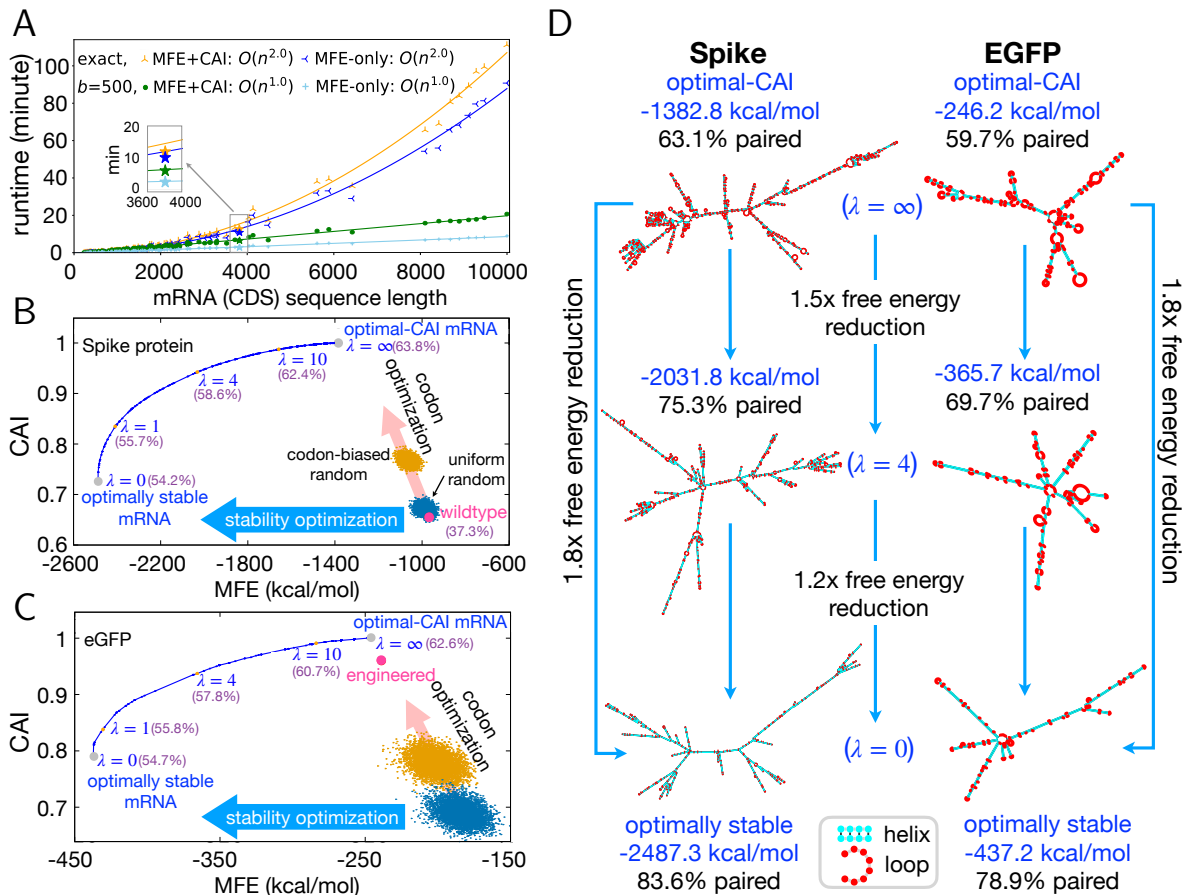 A
exact, MFE+CAI: O(n^2.0) MFE-only: O(n^2.0)
b=500, MFE+CAI: O(n^1.0) MFE-only: O(n^1.0)
runtime (minute)
100
80
60
40
20
0
min
20
10
0
3600 4000
0 2000 4000 6000 8000 10000
mRNA (CDS) sequence length
B
Spike protein
CAI
1
0.9
0.8
0.7
0.6
optimal-CAI mRNA
λ = ∞ (63.8%)
λ = 10
(62.4%)
λ = 4
(58.6%)
λ = 1
(55.7%)
λ = 0 (54.2%)
optimally stable
mRNA
codon
optimization
codon-biased
random
uniform
random
wildtype
(37.3%)
stability optimization
-2600 -2200 -1800 -1400 -1000 -600
MFE (kcal/mol)
C
eGFP
CAI
1
0.9
0.8
0.7
optimal-CAI mRNA
λ = ∞ (62.6%)
λ = 10
(60.7%)
engineered
λ = 4
(57.8%)
λ = 1 (55.8%)
λ = 0 (54.7%)
optimally stable
mRNA
codon
optimization
stability optimization
-450 -350 -250 -150
MFE (kcal/mol)
D
Spike
optimal-CAI
-1382.8 kcal/mol
63.1% paired
EGFP
optimal-CAI
-246.2 kcal/mol
59.7% paired
(λ = ∞)
1.5x free energy
reduction
1.8x free energy reduction
1.8x free energy reduction
-2031.8 kcal/mol
75.3% paired
-365.7 kcal/mol
69.7% paired
(λ = 4)
1.2x free energy
reduction
(λ = 0)
optimally stable
-2487.3 kcal/mol
83.6% paired
helix
loop
optimally stable
-437.2 kcal/mol
78.9% paired